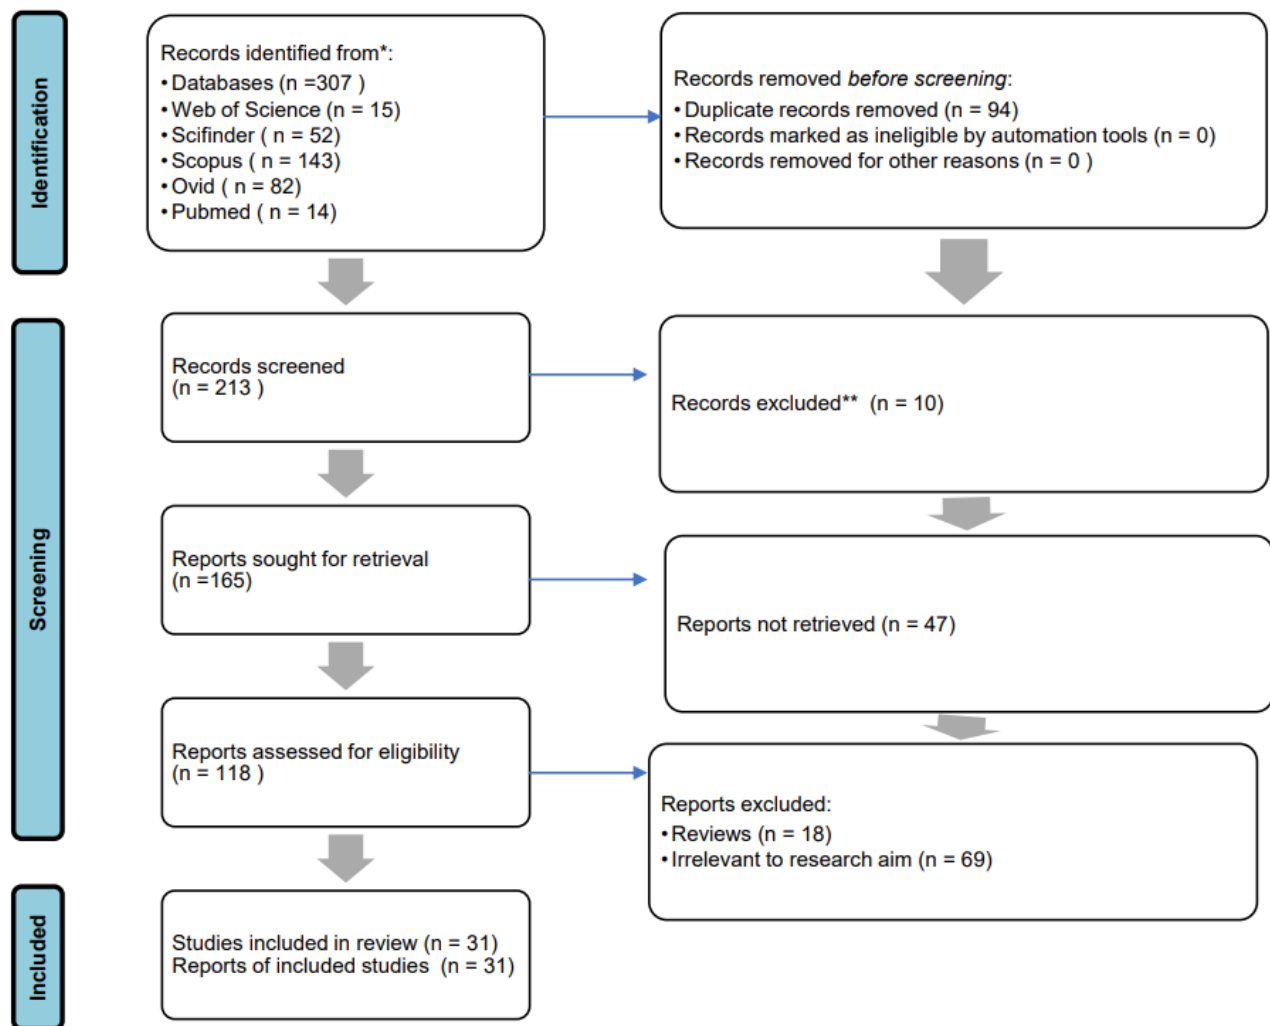 Identification
Records identified from*:
• Databases (n =307 )
• Web of Science (n = 15)
• Scifinder ( n = 52)
• Scopus ( n = 143)
• Ovid ( n = 82)
• Pubmed ( n = 14)
Records removed before screening:
• Duplicate records removed (n = 94)
• Records marked as ineligible by automation tools (n = 0)
• Records removed for other reasons (n = 0 )
Screening
Records screened
(n = 213 )
Records excluded** (n = 10)
Reports sought for retrieval
(n =165)
Reports not retrieved (n = 47)
Reports assessed for eligibility
(n = 118 )
Reports excluded:
• Reviews (n = 18)
• Irrelevant to research aim (n = 69)
Included
Studies included in review (n = 31)
Reports of included studies (n = 31)